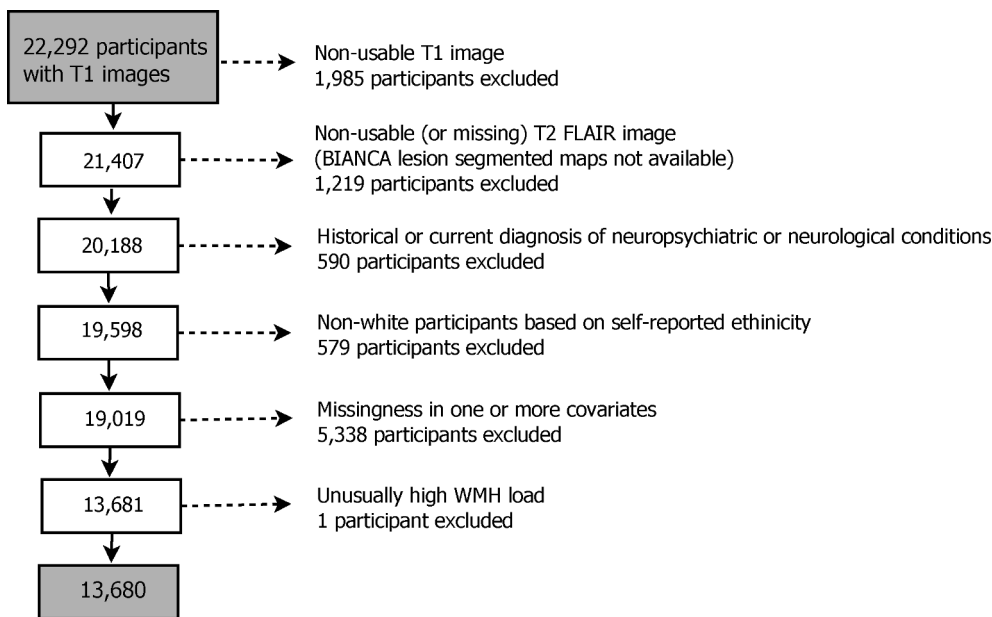 22,292 participants
with T1 images
Non-usable T1 image
1,985 participants excluded
21,407
Non-usable (or missing) T2 FLAIR image
(BIANCA lesion segmented maps not available)
1,219 participants excluded
20,188
Historical or current diagnosis of neuropsychiatric or neurological conditions
590 participants excluded
19,598
Non-white participants based on self-reported ethinicity
579 participants excluded
19,019
Missingness in one or more covariates
5,338 participants excluded
13,681
Unusually high WMH load
1 participant excluded
13,680